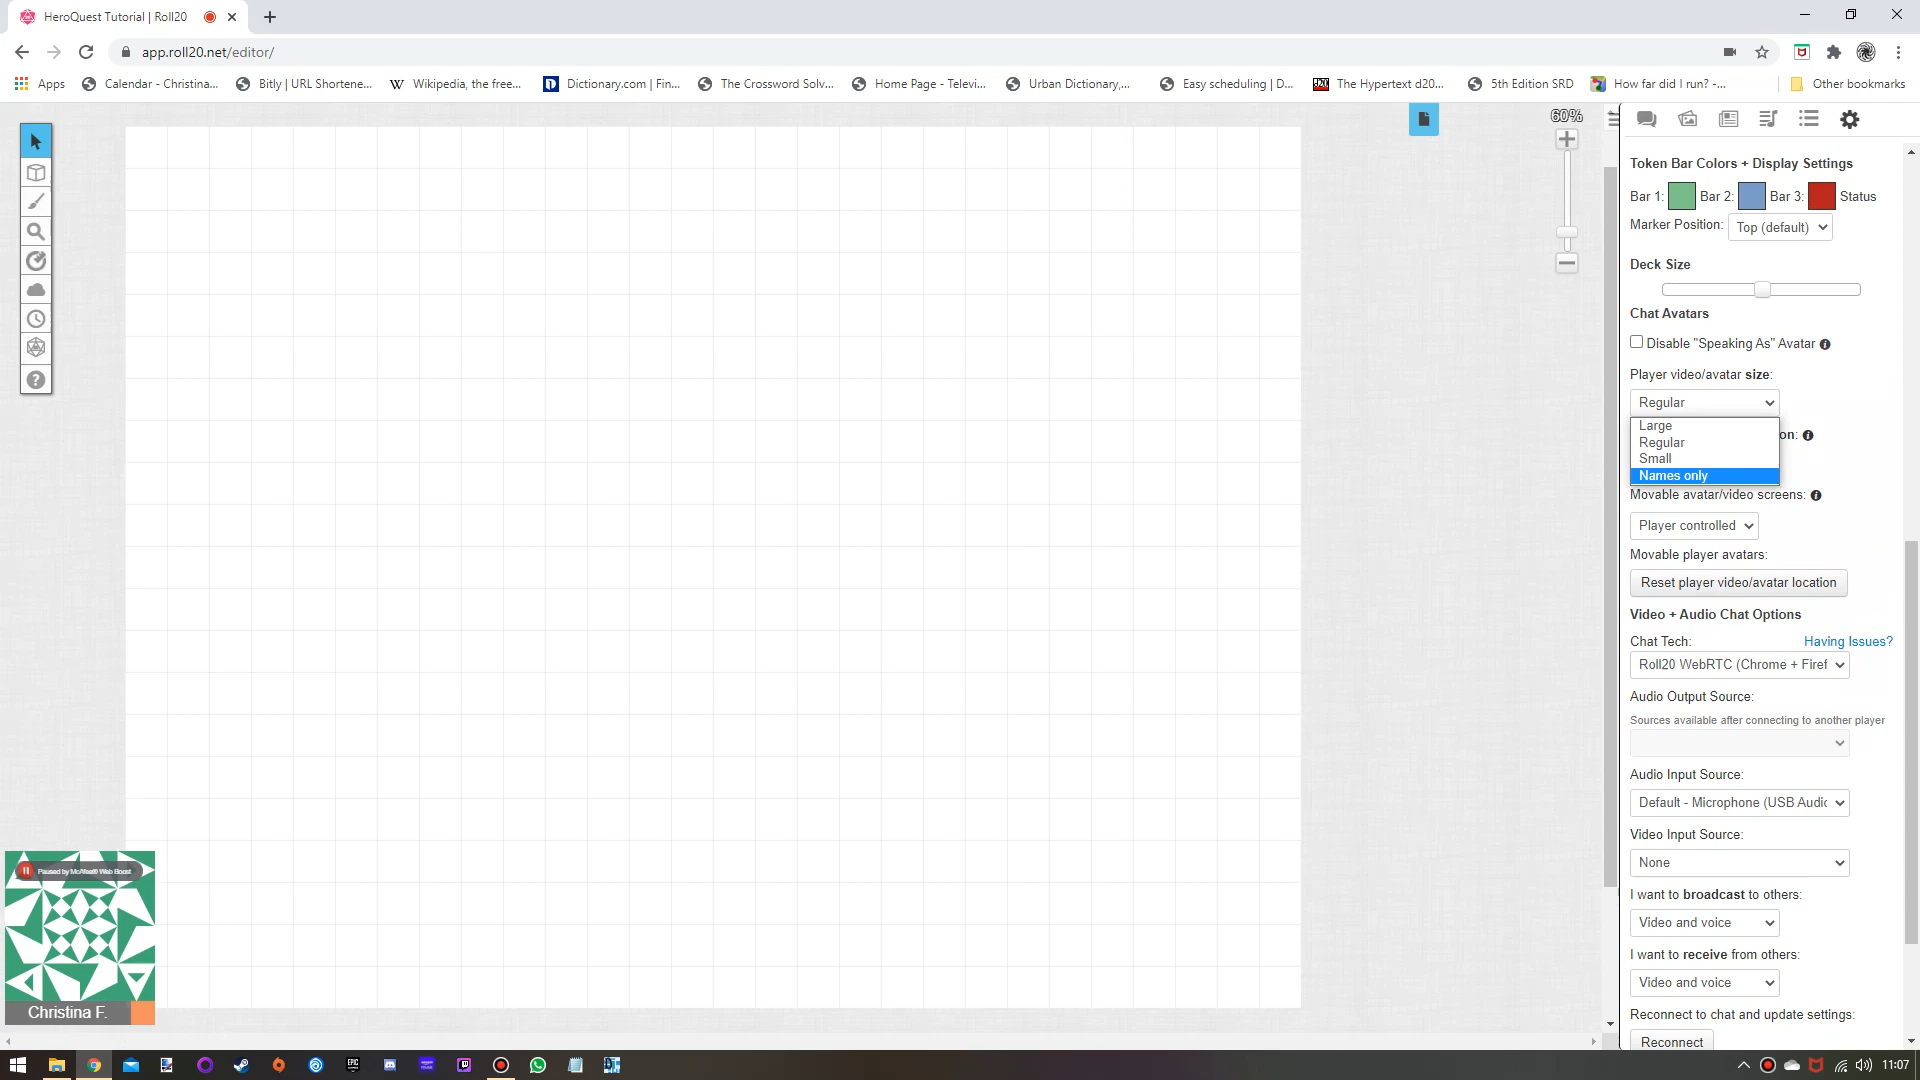 HeroQuest Tutorial | Roll20
app.roll20.net/editor/
Apps
Calendar - Christina...
Bitly | URL Shortene...
Wikipedia, the free...
Dictionary.com | Fin...
The Crossword Solv...
Home Page - Televi...
Urban Dictionary,...
Easy scheduling | D...
The Hypertext d20...
5th Edition SRD
How far did I run? -...
Other bookmarks
60%
Token Bar Colors + Display Settings
Bar 1: Bar 2: Bar 3: Status
Marker Position: Top (default)
Deck Size
Chat Avatars
Disable "Speaking As" Avatar
Player video/avatar size:
Regular
Large
Regular
Small
Names only
on:
Movable avatar/video screens:
Player controlled
Movable player avatars:
Reset player video/avatar location
Video + Audio Chat Options
Chat Tech: Having Issues?
Roll20 WebRTC (Chrome + Firef
Audio Output Source:
Sources available after connecting to another player
Audio Input Source:
Default - Microphone (USB Audic
Video Input Source:
None
I want to broadcast to others:
Video and voice
I want to receive from others:
Video and voice
Reconnect to chat and update settings:
Reconnect
Paused by McAfee® Web Boost
Christina F.
11:07